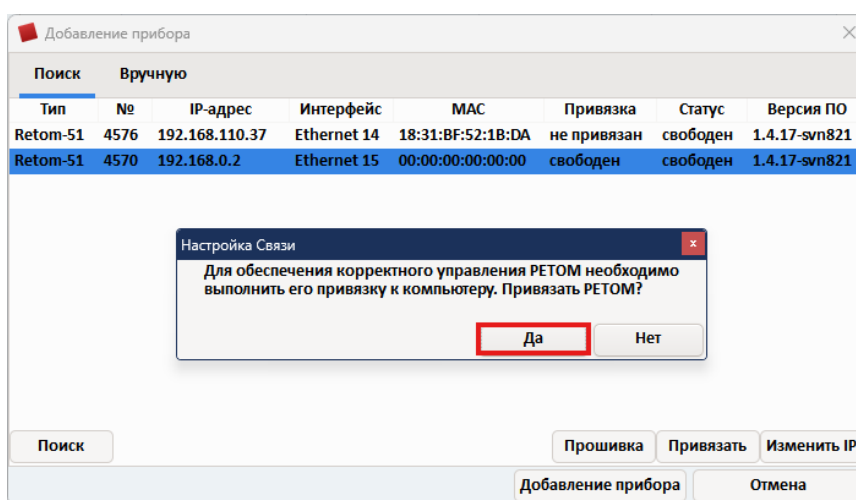 Добавление прибора
Поиск Вручную
Тип № IP-адрес Интерфейс MAC Привязка Статус Версия ПО
Retom-51 4576 192.168.110.37 Ethernet 14 18:31:BF:52:1B:DA не привязан свободен 1.4.17-svn821
Retom-51 4570 192.168.0.2 Ethernet 15 00:00:00:00:00:00 свободен свободен 1.4.17-svn821
Настройка Связи
x
Для обеспечения корректного управления РЕТОМ необходимо
выполнить его привязку к компьютеру. Привязать РЕТОМ?
Да Нет
Поиск Прошивка Привязать Изменить IP
Добавление прибора Отмена